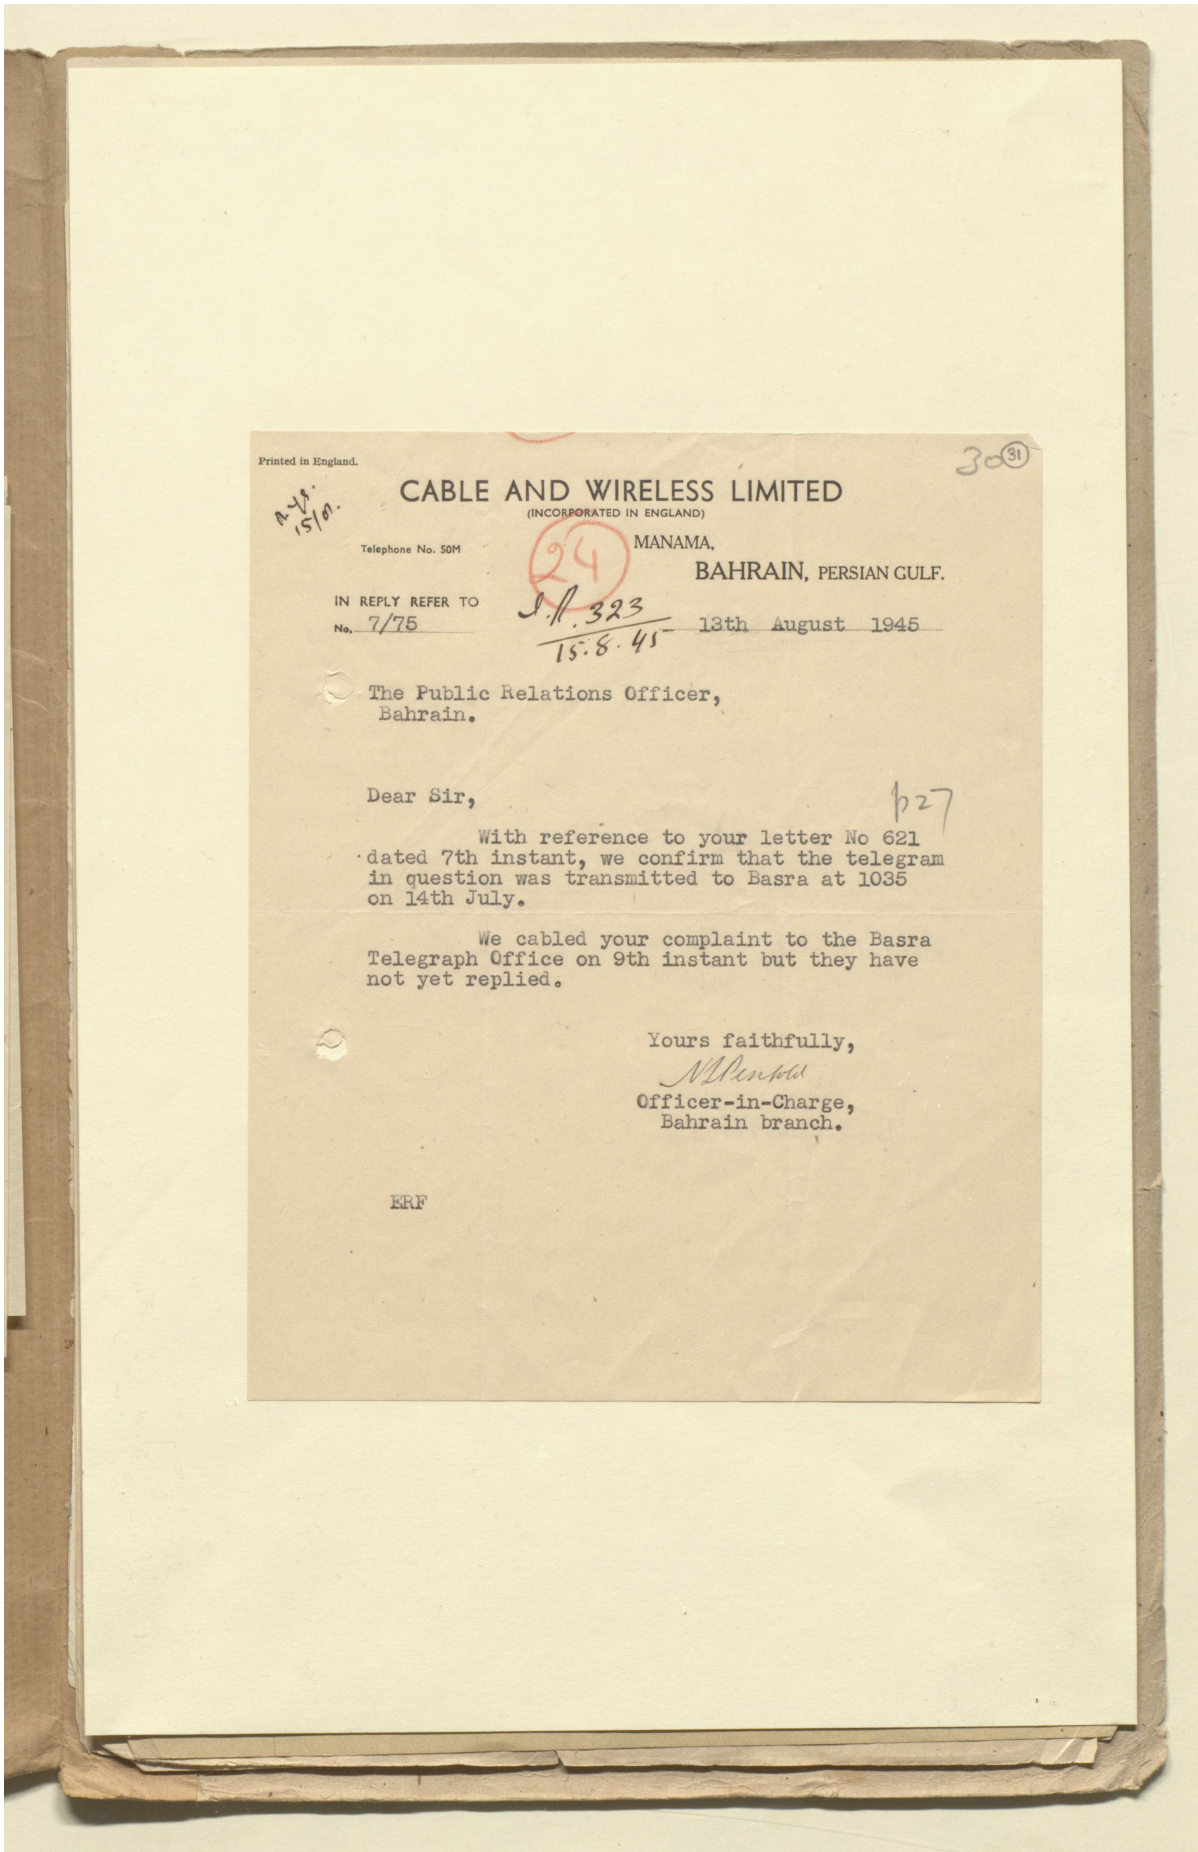 30 31
Printed in England.
CABLE AND WIRELESS LIMITED
(INCORPORATED IN ENGLAND)
24
Telephone No. 50M
MANAMA,
BAHRAIN, PERSIAN GULF.
IN REPLY REFER TO
No. 7/75
323
15.8.45
13th August 1945
The Public Relations Officer,
Bahrain.
Dear Sir,
p27
With reference to your letter No 621
dated 7th instant, we confirm that the telegram
in question was transmitted to Basra at 1035
on 14th July.
We cabled your complaint to the Basra
Telegraph Office on 9th instant but they have
not yet replied.
Yours faithfully,
Officer-in-Charge,
Bahrain branch.
ERF